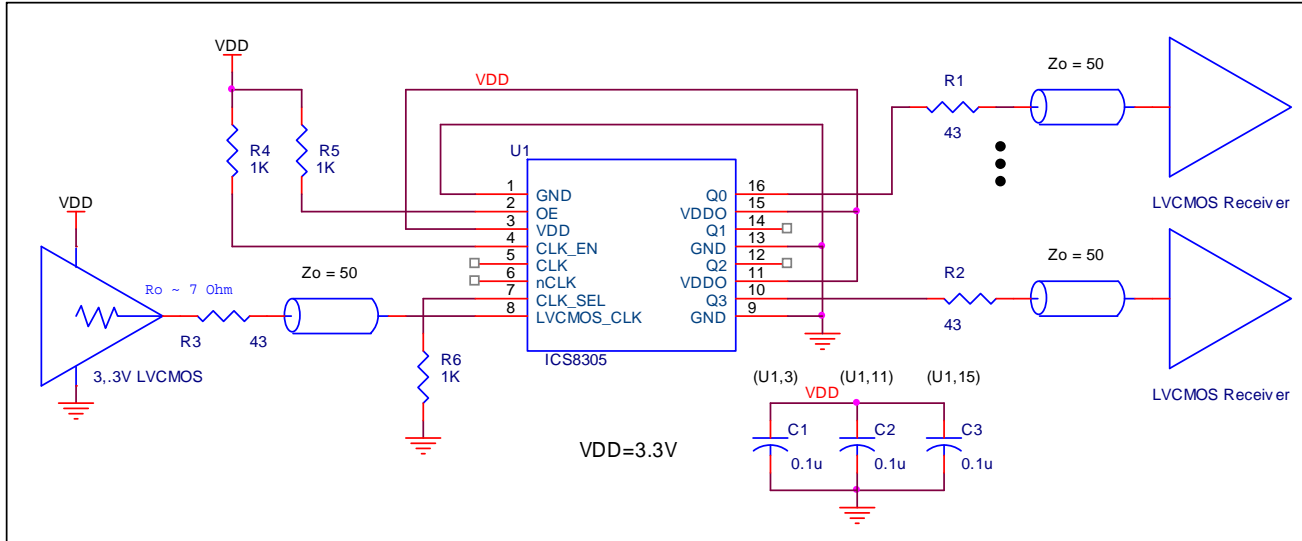 VDD
R4
1K
R5
1K
VDD
R1
43
Zo = 50
LVCMOS Receiver
U1
1 GND
2 OE
3 VDD
4 CLK_EN
5 CLK
6 nCLK
7 CLK_SEL
8 LVCMOS_CLK
Q0 16
VDDO 15
Q1 14
GND 13
Q2 12
VDDO 11
Q3 10
GND 9
ICS8305
VDD
Ro ~ 7 Ohm
3,.3V LVCMOS
R3 43
Zo = 50
R6
1K
R2
43
Zo = 50
LVCMOS Receiver
VDD=3.3V
(U1,3) (U1,11) (U1,15)
VDD
C1
0.1u
C2
0.1u
C3
0.1u